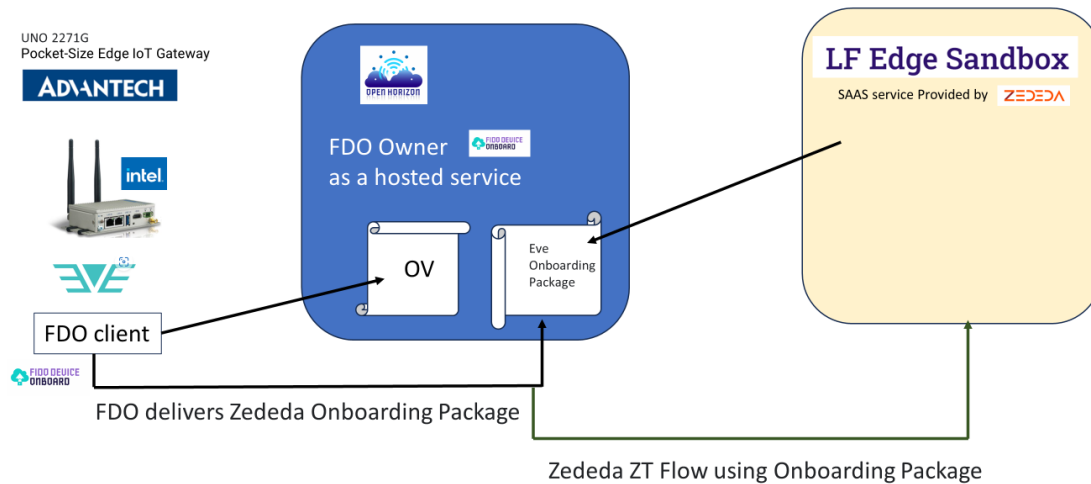 UNO 2271G
Pocket-Size Edge IoT Gateway
ADVANTECH
intel
FDO client
FIDO DEVICE
ONBOARD
OPEN HORIZON
FDO Owner
FIDO DEVICE
ONBOARD
as a hosted service
OV
Eve
Onboarding
Package
LF Edge Sandbox
SAAS service Provided by ZEDEDA
FDO delivers Zededa Onboarding Package
Zededa ZT Flow using Onboarding Package